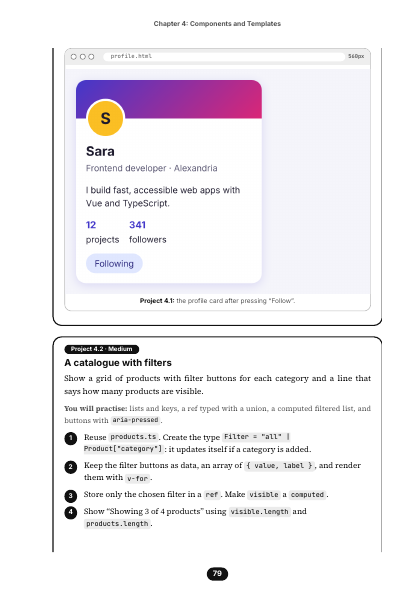 Chapter 4: Components and Templates
profile.html
560px
S
Sara
Frontend developer · Alexandria
I build fast, accessible web apps with
Vue and TypeScript.
12 341
projects followers
Following
Project 4.1: the profile card after pressing "Follow".
Project 4.2 · Medium
A catalogue with filters
Show a grid of products with filter buttons for each category and a line that
says how many products are visible.
You will practise: lists and keys, a ref typed with a union, a computed filtered list, and
buttons with aria-pressed.
1 Reuse products.ts. Create the type Filter = "all" |
Product["category"]: it updates itself if a category is added.
2 Keep the filter buttons as data, an array of { value, label }, and render
them with v-for.
3 Store only the chosen filter in a ref. Make visible a computed.
4 Show “Showing 3 of 4 products” using visible.length and
products.length.
79